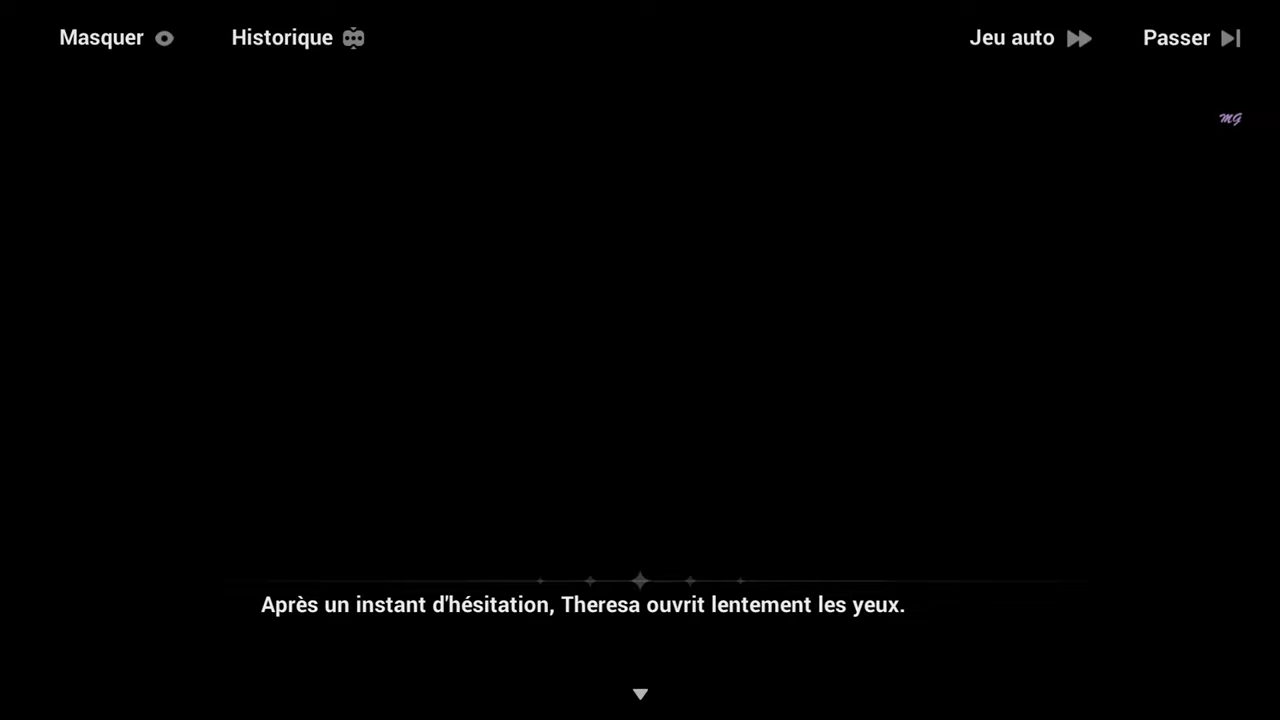 Masquer
Historique
Jeu auto
Passer
MG
Après un instant d'hésitation, Theresa ouvrit lentement les yeux.